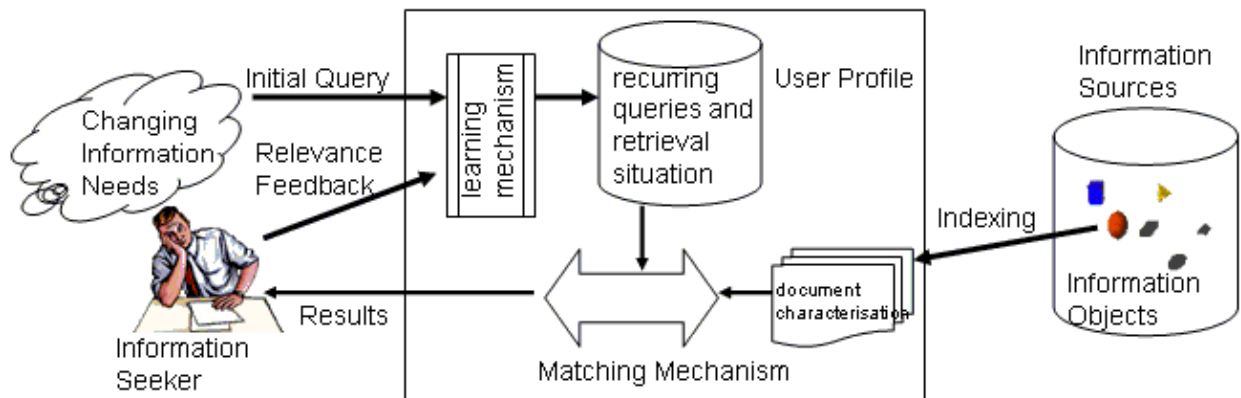 Changing
Information
Needs
Initial Query
Relevance
Feedback
learning
mechanism
recurring
queries and
retrieval
situation
User Profile
Information
Sources
Indexing
Information
Objects
document
characterisation
Results
Matching Mechanism
Information
Seeker